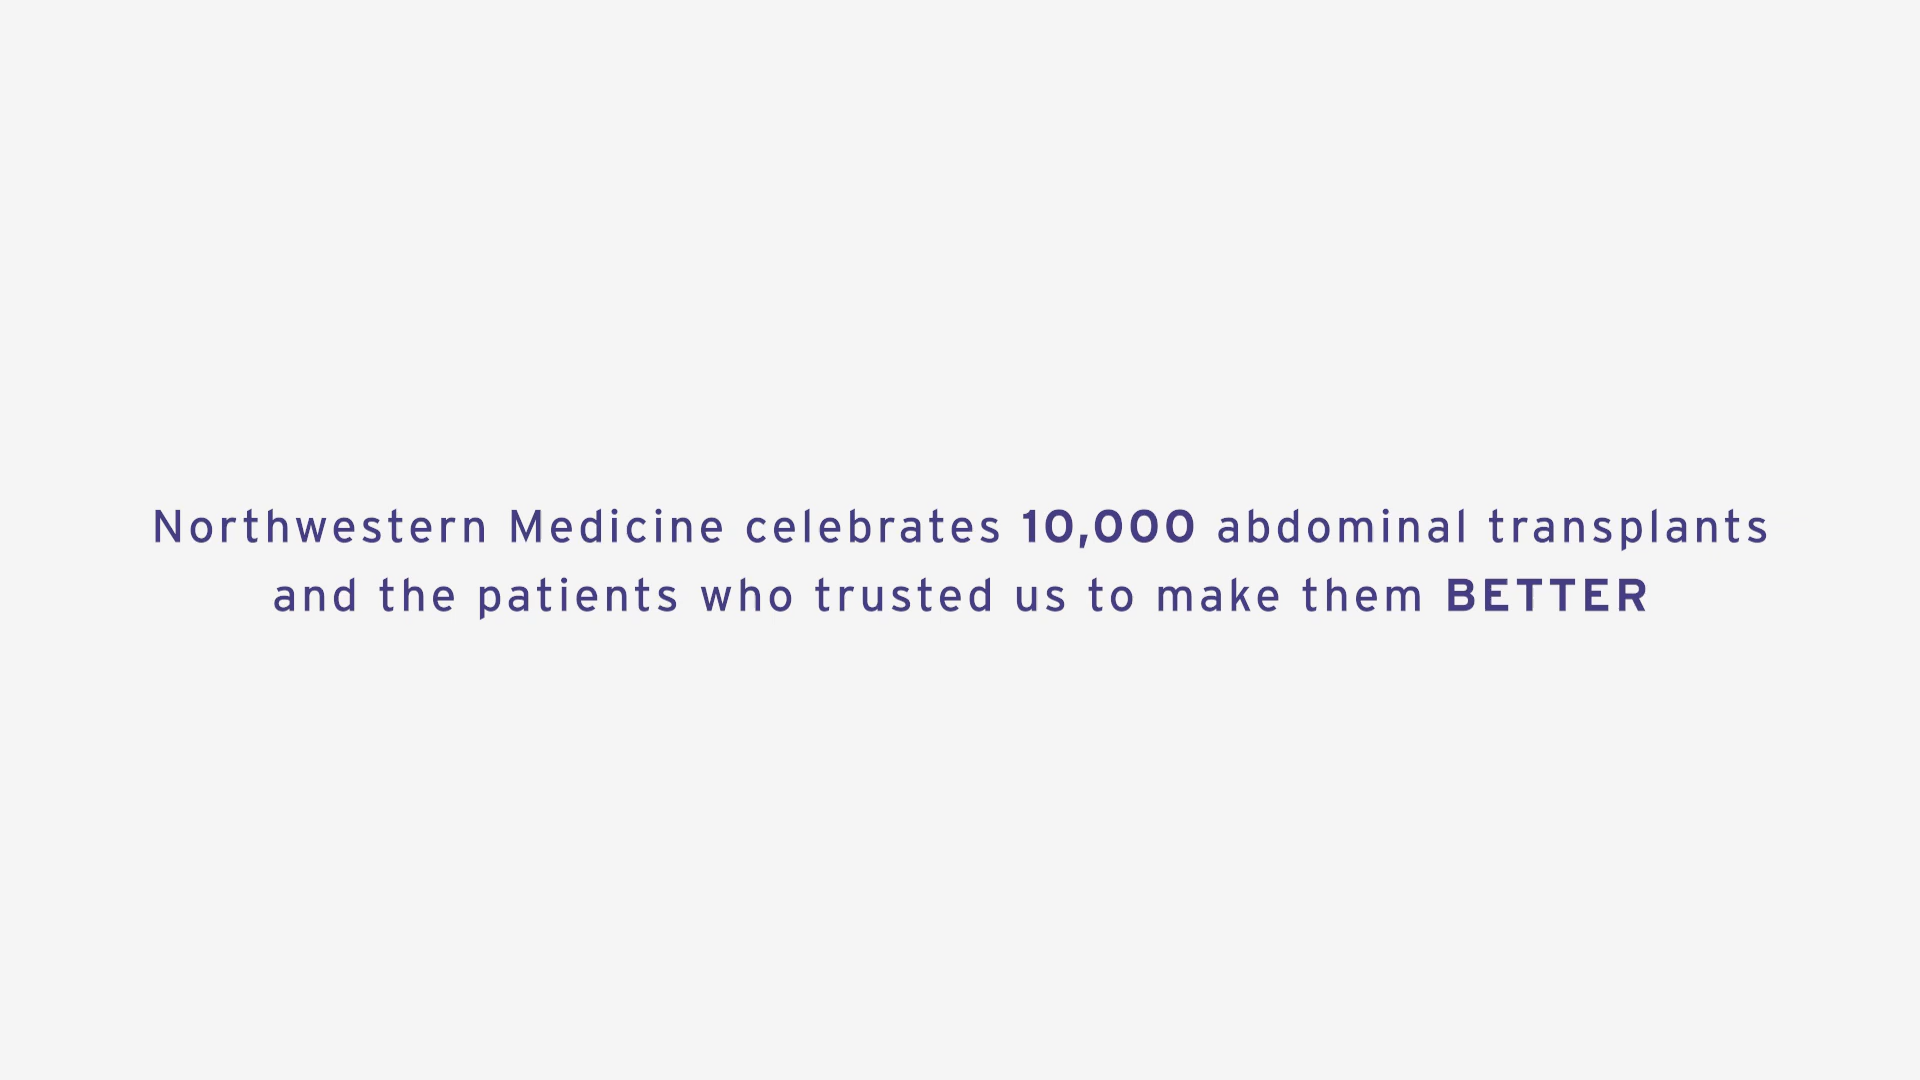 Northwestern Medicine celebrates 10,000 abdominal transplants
and the patients who trusted us to make them BETTER